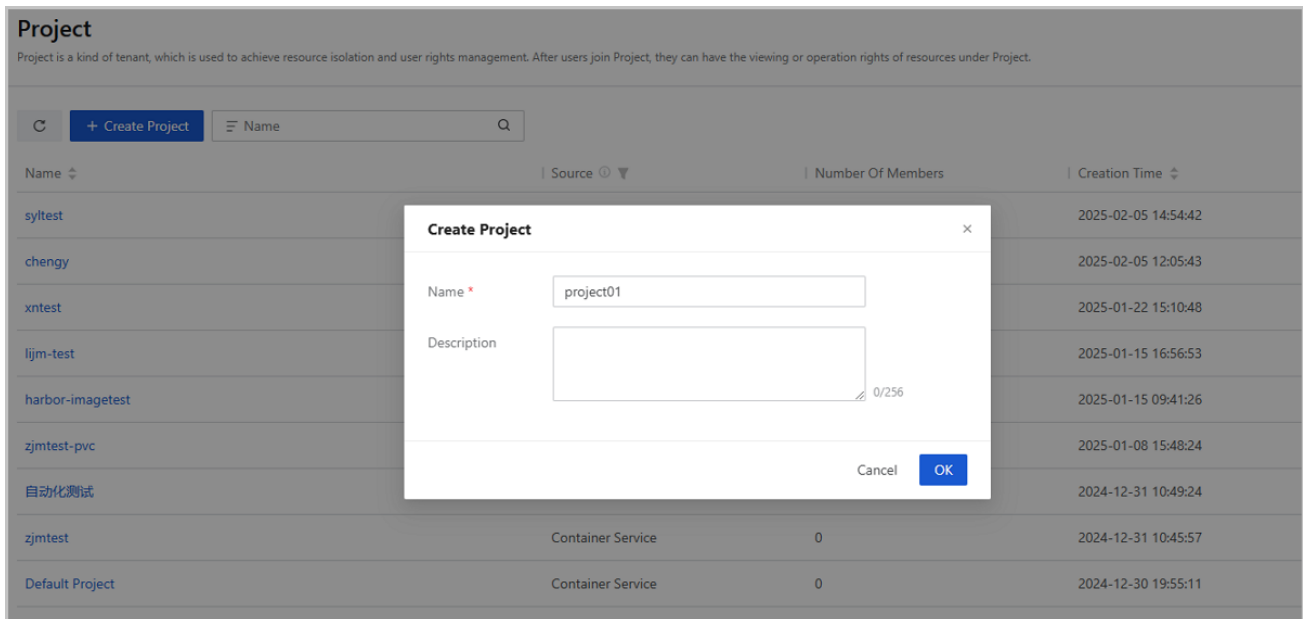 Project
Project is a kind of tenant, which is used to achieve resource isolation and user rights management. After users join Project, they can have the viewing or operation rights of resources under Project.
+ Create Project
Name
Name
Source
Number Of Members
Creation Time
syltest
2025-02-05 14:54:42
Create Project
chengy
2025-02-05 12:05:43
Name *
project01
xntest
2025-01-22 15:10:48
Description
lijm-test
2025-01-15 16:56:53
0/256
harbor-imagetest
2025-01-15 09:41:26
zjmtest-pvc
2025-01-08 15:48:24
Cancel
OK
自动化测试
2024-12-31 10:49:24
zjmtest
Container Service
0
2024-12-31 10:45:57
Default Project
Container Service
0
2024-12-30 19:55:11